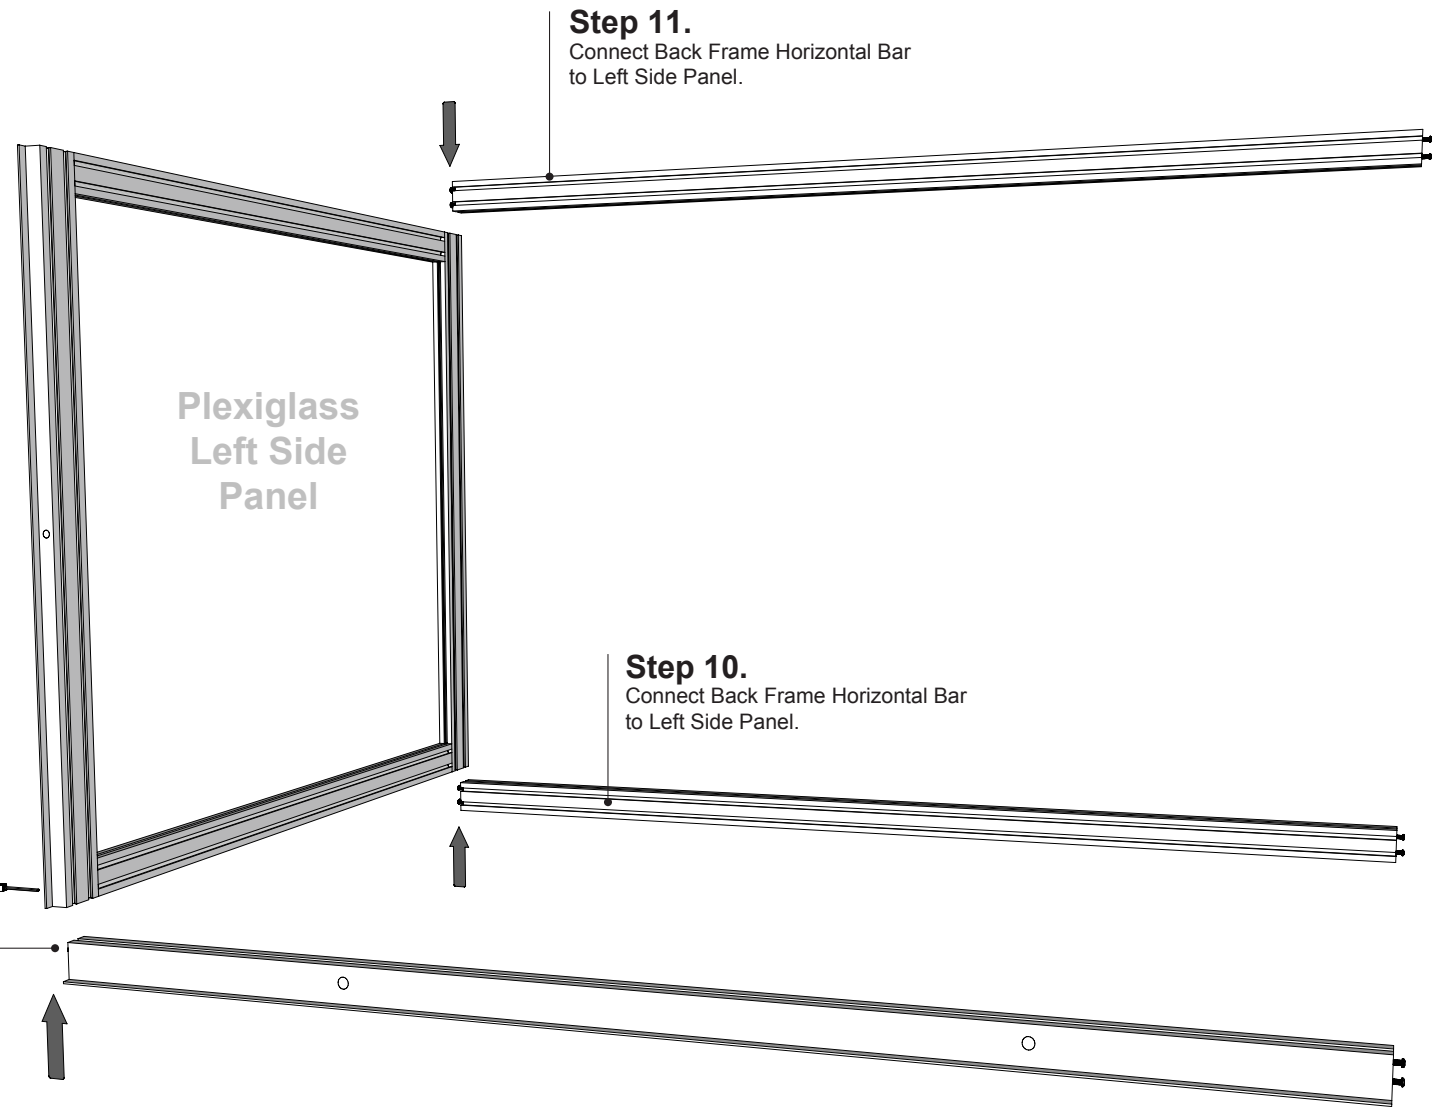 Step 11.
Connect Back Frame Horizontal Bar
to Left Side Panel.
Plexiglass
Left Side
Panel
Step 10.
Connect Back Frame Horizontal Bar
to Left Side Panel.